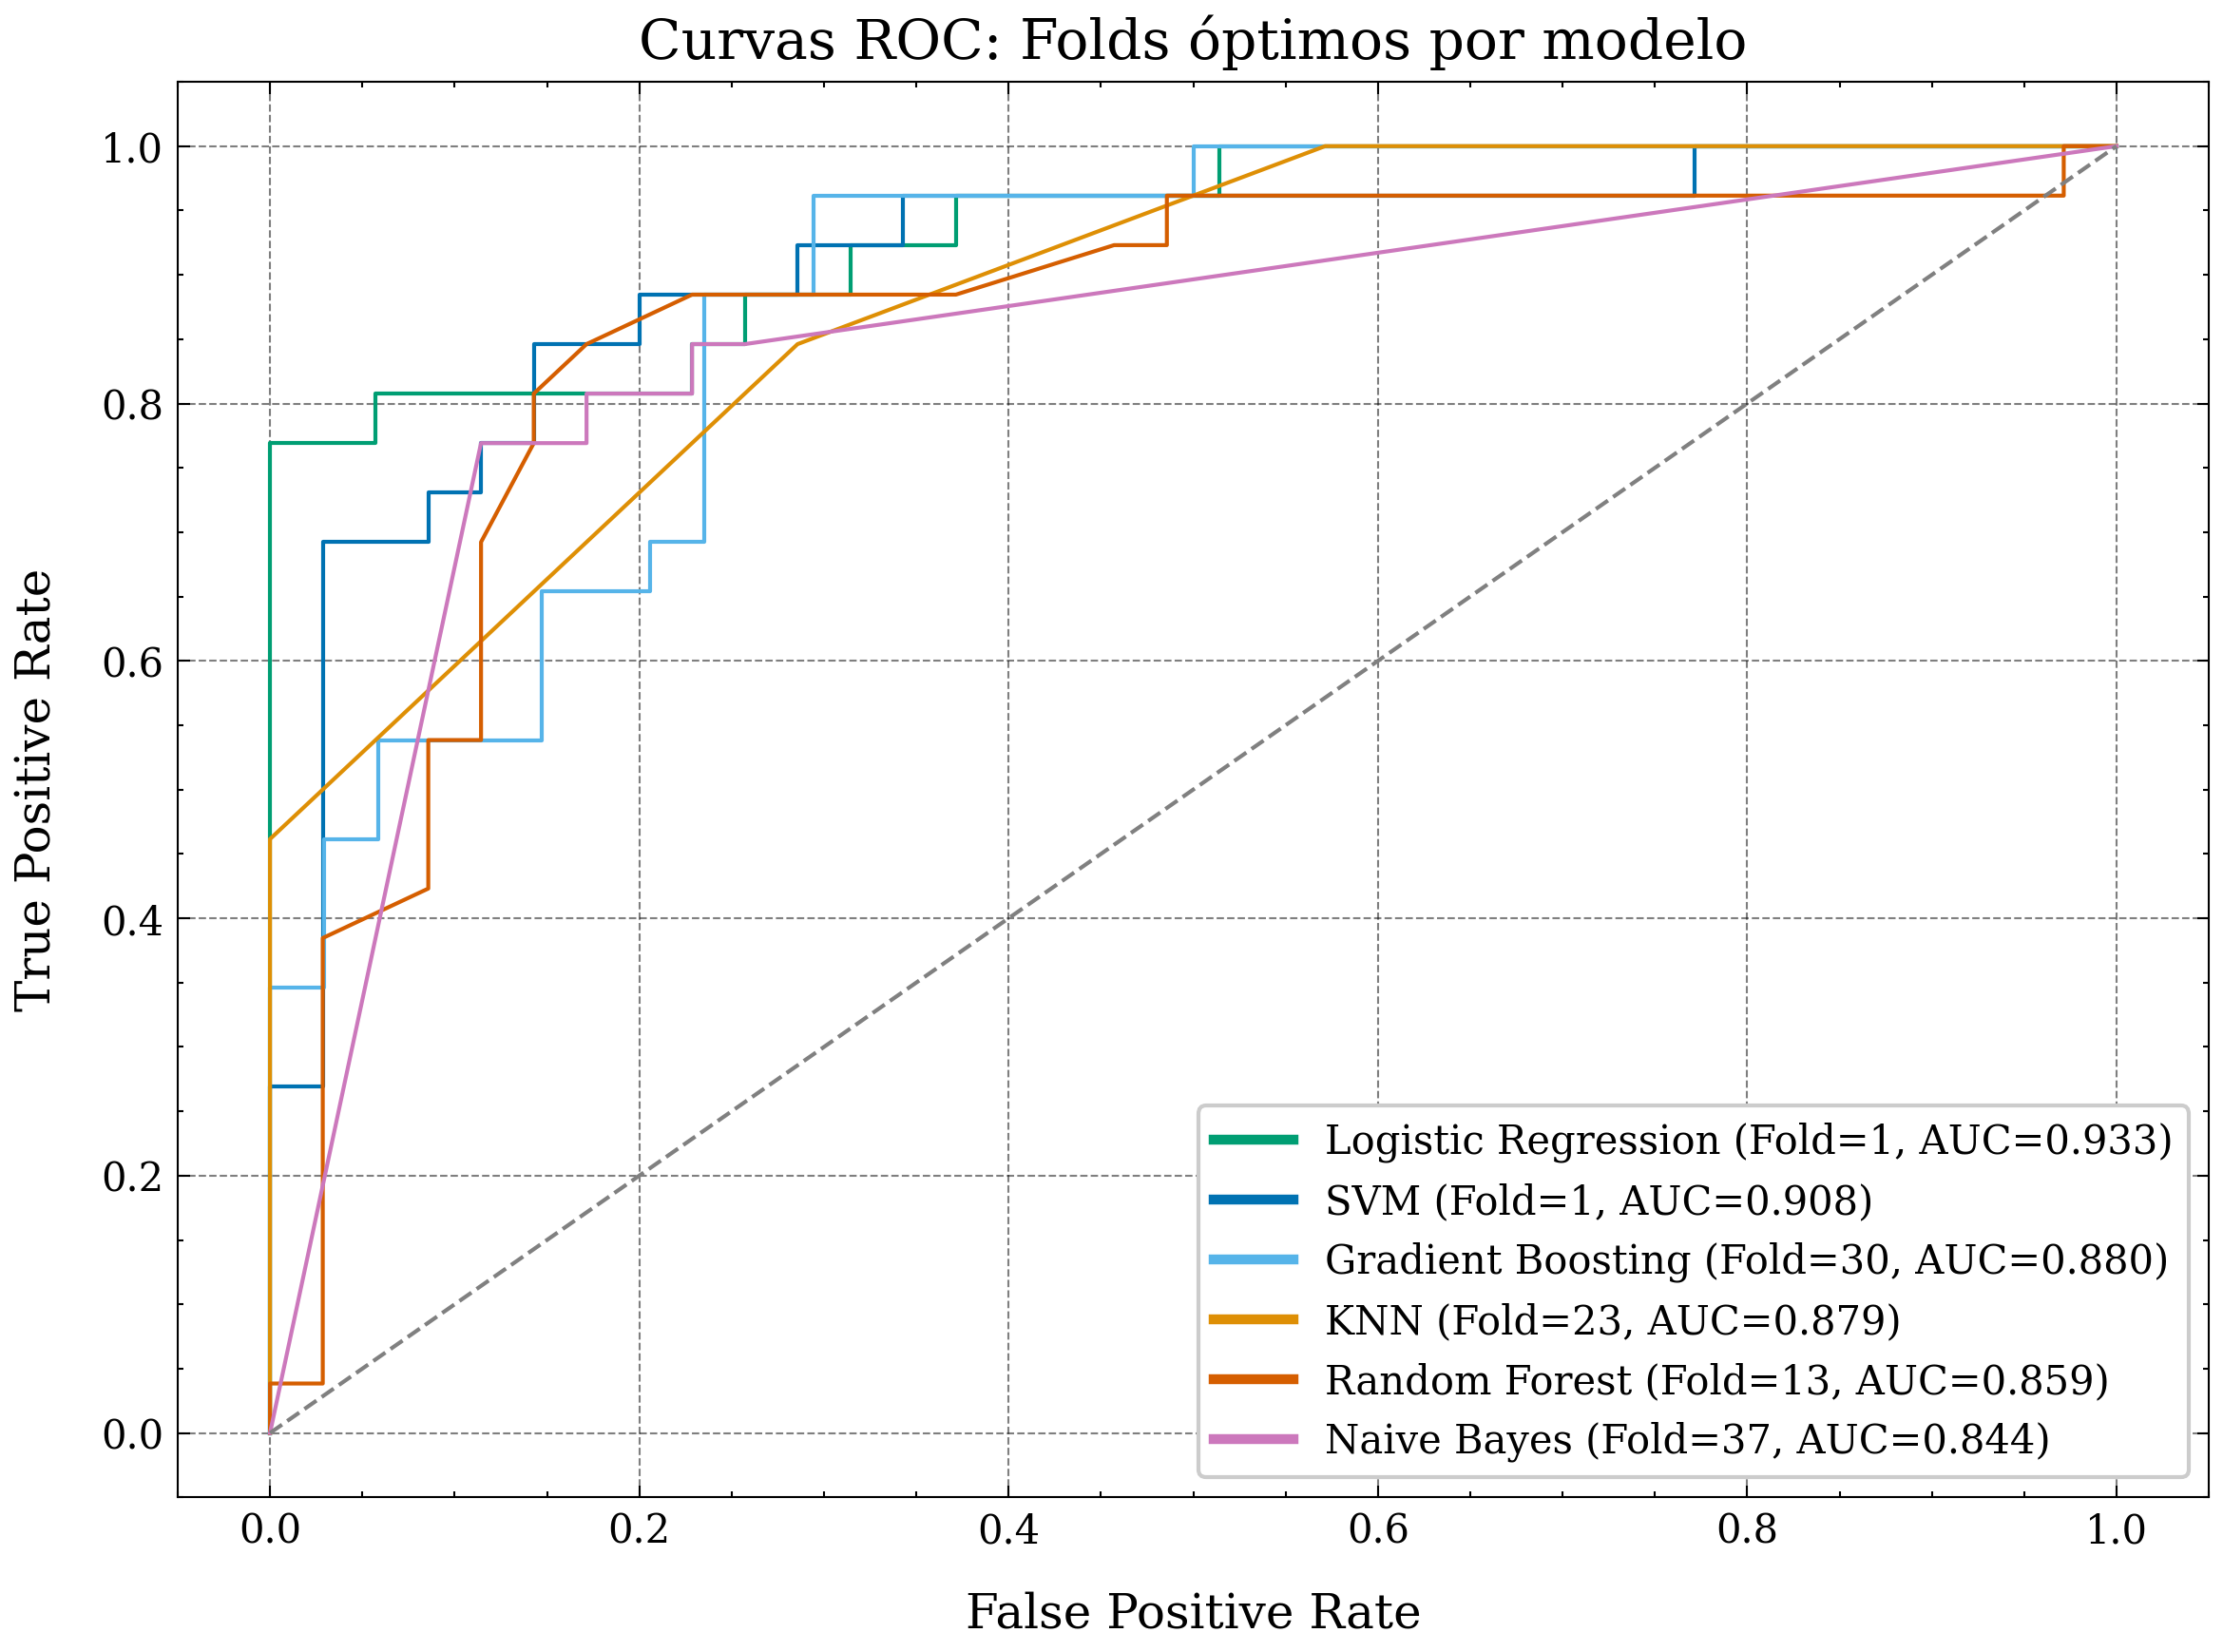 Curvas ROC: Folds óptimos por modelo
True Positive Rate
1.0
0.8
0.6
0.4
0.2
0.0
Logistic Regression (Fold=1, AUC=0.933)
SVM (Fold=1, AUC=0.908)
Gradient Boosting (Fold=30, AUC=0.880)
KNN (Fold=23, AUC=0.879)
Random Forest (Fold=13, AUC=0.859)
Naive Bayes (Fold=37, AUC=0.844)
0.0 0.2 0.4 0.6 0.8 1.0
False Positive Rate